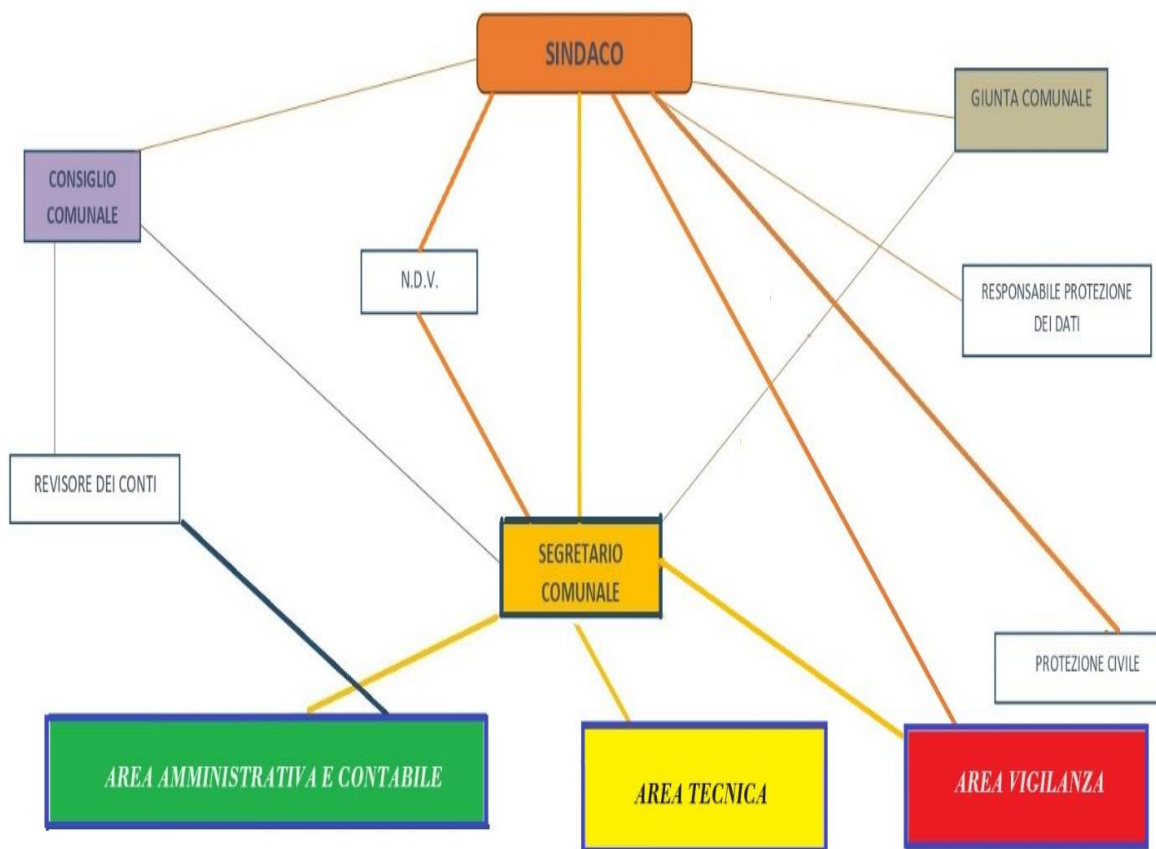 SINDACO
GIUNTA COMUNALE
CONSIGLIO
COMUNALE
N.D.V.
RESPONSABILE PROTEZIONE
DEI DATI
REVISORE DEI CONTI
SEGRETARIO
COMUNALE
PROTEZIONE CIVILE
AREA AMMINISTRATIVA E CONTABILE
AREA TECNICA
AREA VIGILANZA